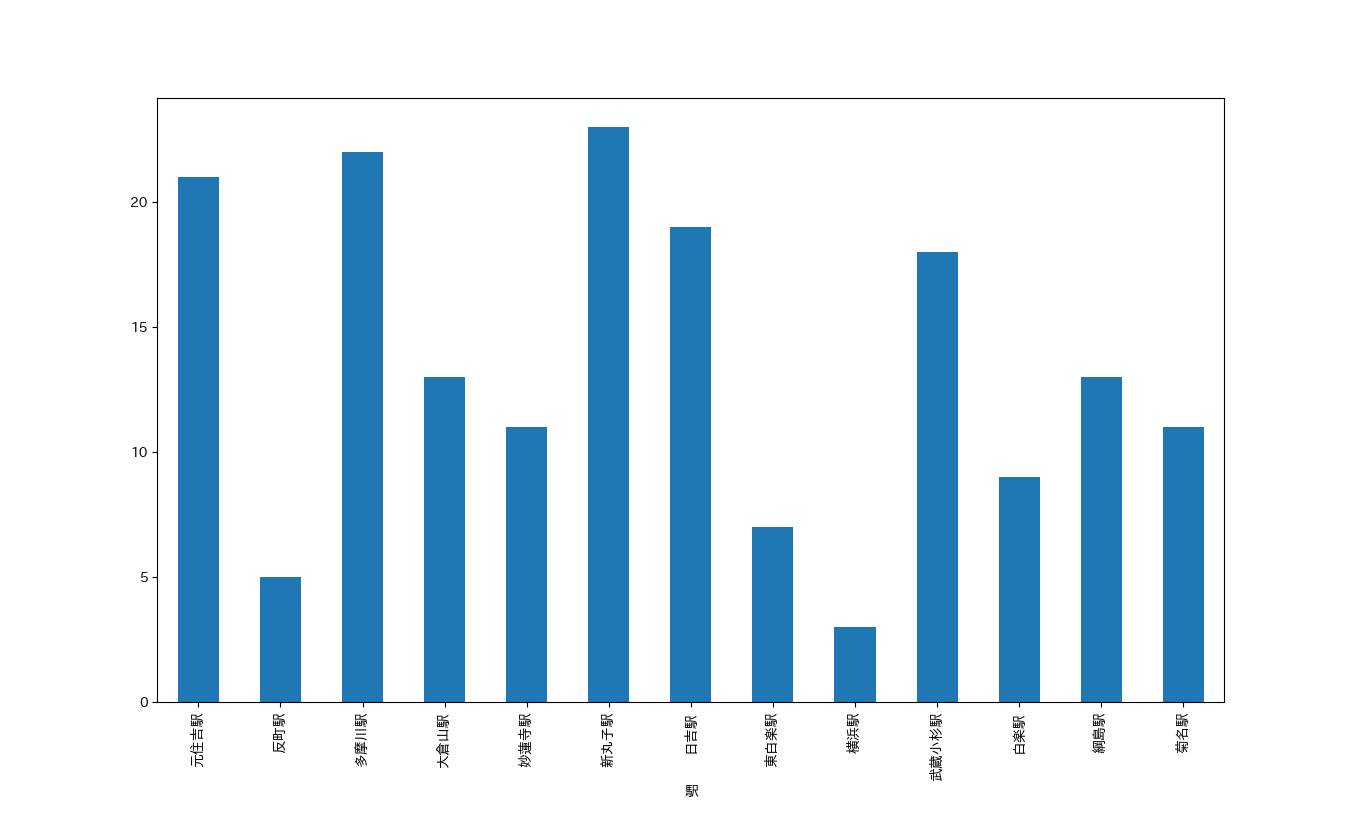 20
15
10
5
0
元住吉駅
反町駅
多摩川駅
大倉山駅
妙蓮寺駅
新丸子駅
日吉駅
東白楽駅
横浜駅
武蔵小杉駅
白楽駅
綱島駅
菊名駅
駅